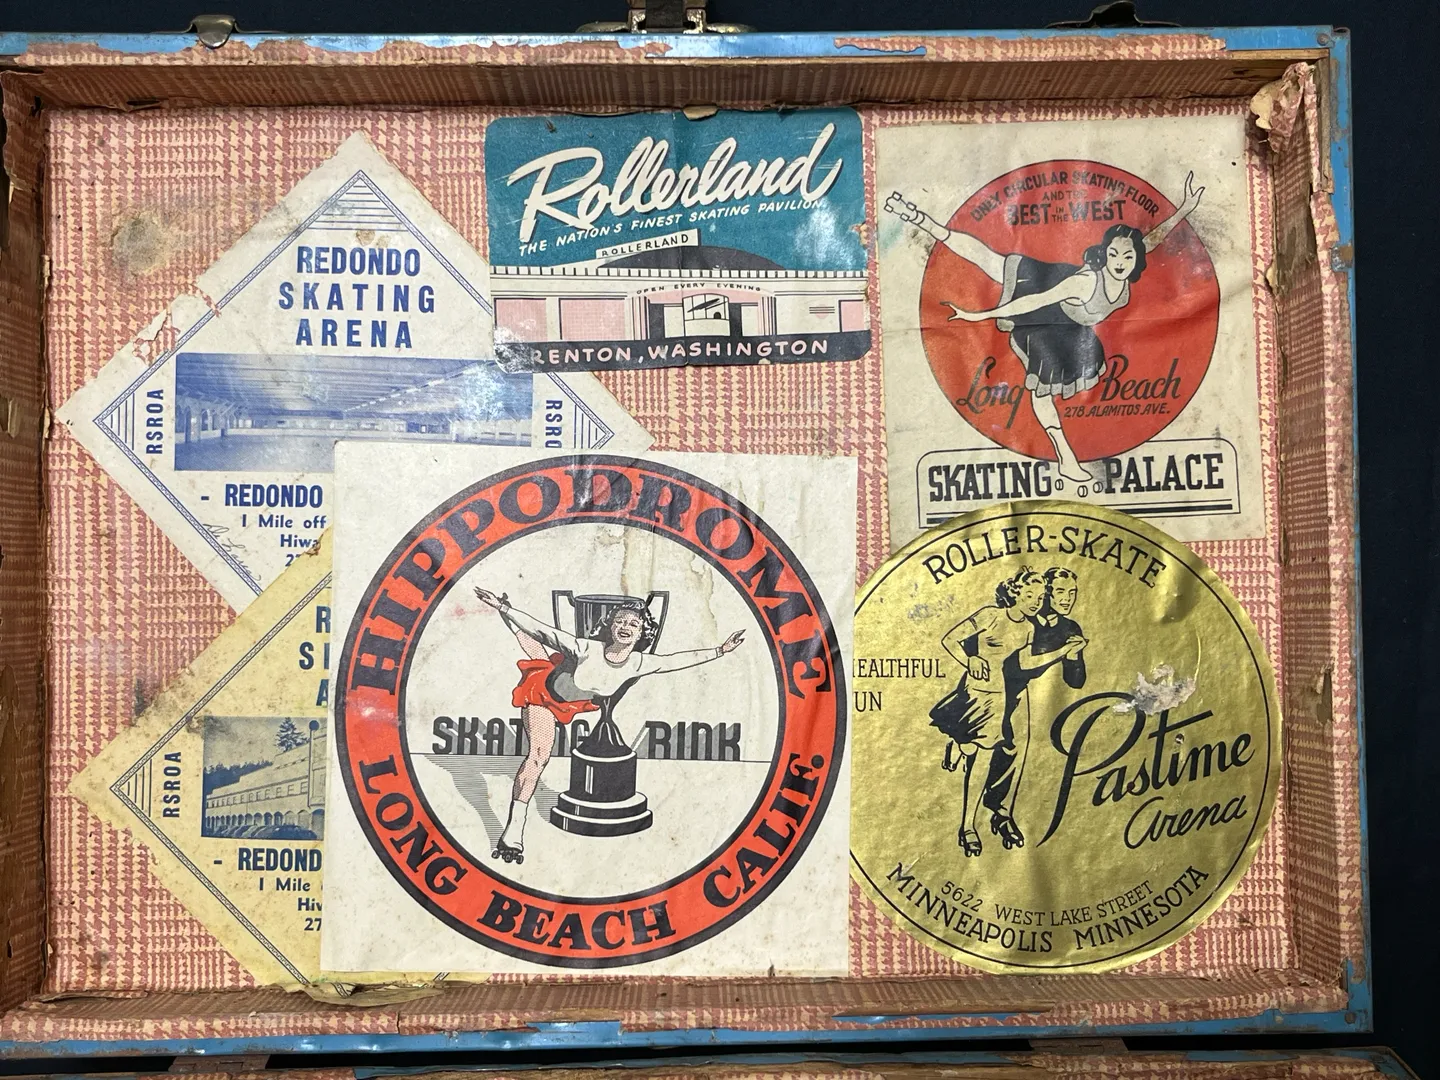 REDONDO
SKATING
ARENA
RSROA
RSRO
- REDONDO
1 Mile off
Rollerland
THE NATION'S FINEST SKATING PAVILION
ROLLERLAND
OPEN EVERY EVENING
RENTON, WASHINGTON
ONLY CIRCULAR SKATING FLOOR
AND THE
BEST IN THE WEST
Long Beach
278 ALAMITOS AVE.
SKATING PALACE
RSROA
- REDOND
1 Mile
27
HIPPODROME
SKATING RINK
LONG BEACH CALIF.
ROLLER-SKATE
EALTHFUL
UN
Pastime
Arena
5622 WEST LAKE STREET
MINNEAPOLIS MINNESOTA